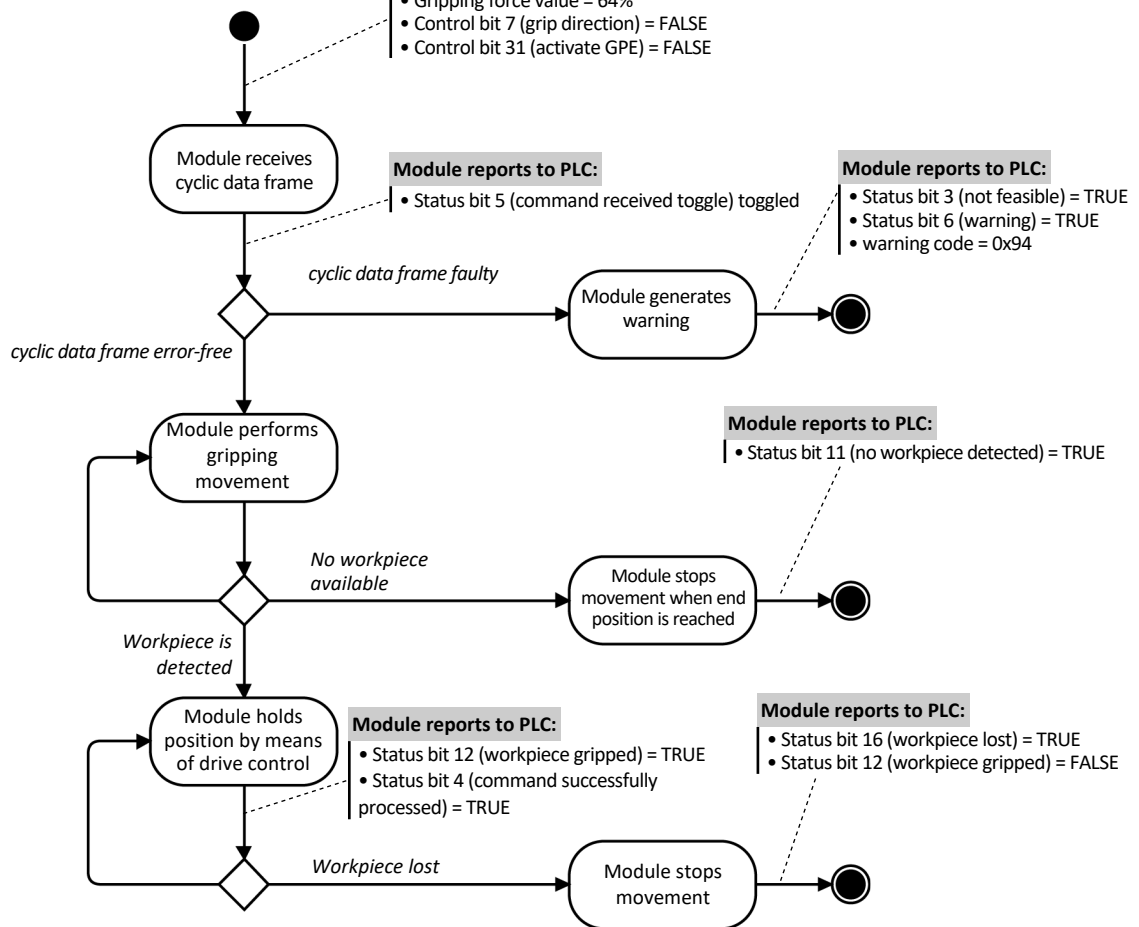 • Gripping force value = 64%
• Control bit 7 (grip direction) = FALSE
• Control bit 31 (activate GPE) = FALSE
Module receives
cyclic data frame
Module reports to PLC:
• Status bit 5 (command received toggle) toggled
Module reports to PLC:
• Status bit 3 (not feasible) = TRUE
• Status bit 6 (warning) = TRUE
• warning code = 0x94
cyclic data frame faulty
Module generates
warning
cyclic data frame error-free
Module performs
gripping
movement
Module reports to PLC:
• Status bit 11 (no workpiece detected) = TRUE
No workpiece
available
Module stops
movement when end
position is reached
Workpiece is
detected
Module holds
position by means
of drive control
Module reports to PLC:
• Status bit 12 (workpiece gripped) = TRUE
• Status bit 4 (command successfully
processed) = TRUE
Module reports to PLC:
• Status bit 16 (workpiece lost) = TRUE
• Status bit 12 (workpiece gripped) = FALSE
Workpiece lost
Module stops
movement